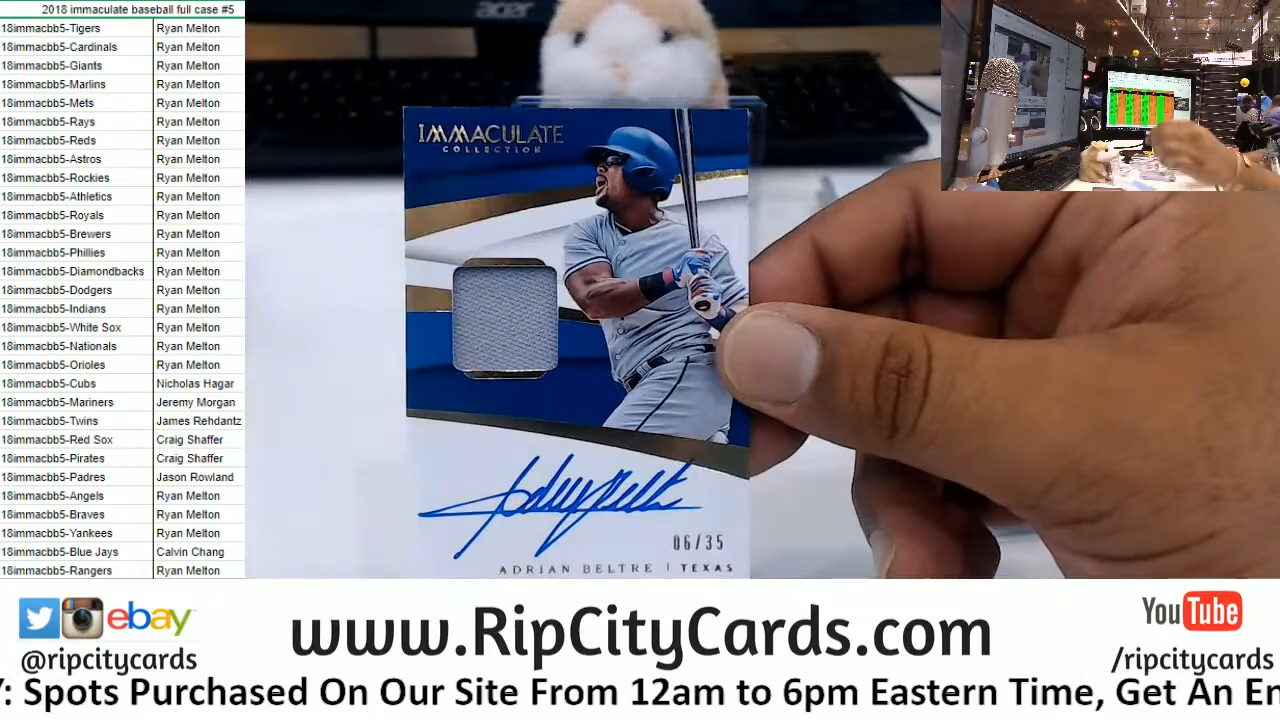 2018 immaculate baseball full case #5
18immacbb5-Tigers Ryan Melton
18immacbb5-Cardinals Ryan Melton
18immacbb5-Giants Ryan Melton
18immacbb5-Marlins Ryan Melton
18immacbb5-Mets Ryan Melton
18immacbb5-Rays Ryan Melton
18immacbb5-Reds Ryan Melton
18immacbb5-Astros Ryan Melton
18immacbb5-Rockies Ryan Melton
18immacbb5-Athletics Ryan Melton
18immacbb5-Royals Ryan Melton
18immacbb5-Brewers Ryan Melton
18immacbb5-Phillies Ryan Melton
18immacbb5-Diamondbacks Ryan Melton
18immacbb5-Dodgers Ryan Melton
18immacbb5-Indians Ryan Melton
18immacbb5-White Sox Ryan Melton
18immacbb5-Nationals Ryan Melton
18immacbb5-Orioles Ryan Melton
18immacbb5-Cubs Nicholas Hagar
18immacbb5-Mariners Jeremy Morgan
18immacbb5-Twins James Rehdantz
18immacbb5-Red Sox Craig Shaffer
18immacbb5-Pirates Craig Shaffer
18immacbb5-Padres Jason Rowland
18immacbb5-Angels Ryan Melton
18immacbb5-Braves Ryan Melton
18immacbb5-Yankees Ryan Melton
18immacbb5-Blue Jays Calvin Chang
18immacbb5-Rangers Ryan Melton
acer
IMMACULATE
COLLECTION
06/35
ADRIAN BELTRE | TEXAS
ebay
@ripcitycards
www.RipCityCards.com
YouTube
/ripcitycards
: Spots Purchased On Our Site From 12am to 6pm Eastern Time, Get An